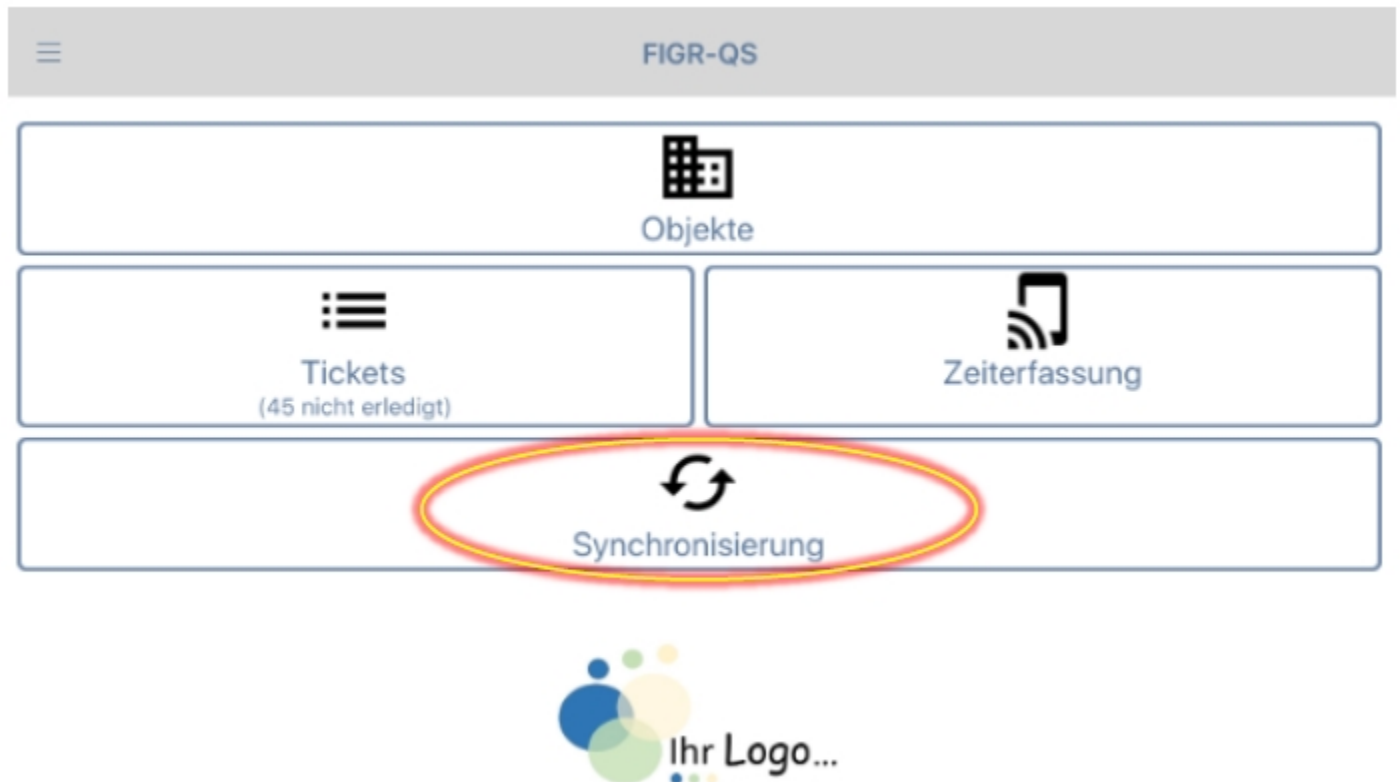 FIGR-QS
Objekte
Tickets
(45 nicht erledigt)
Zeiterfassung
Synchronisierung
Ihr Logo...